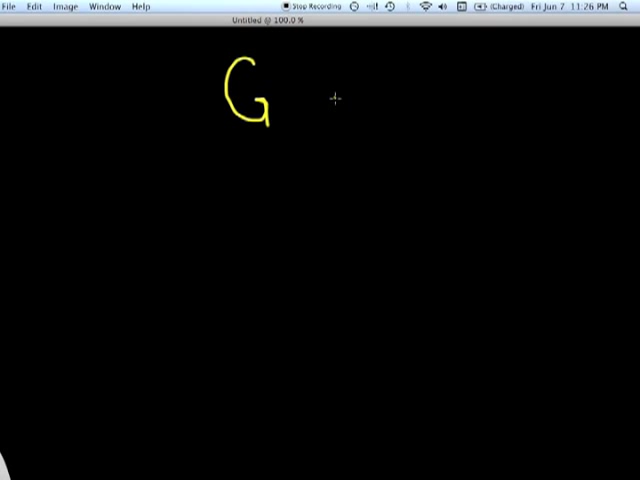 File Edit Image Window Help Stop Recording (Charged) Fri Jun 7 11:26 PM
Untitled @ 100.0 %
G